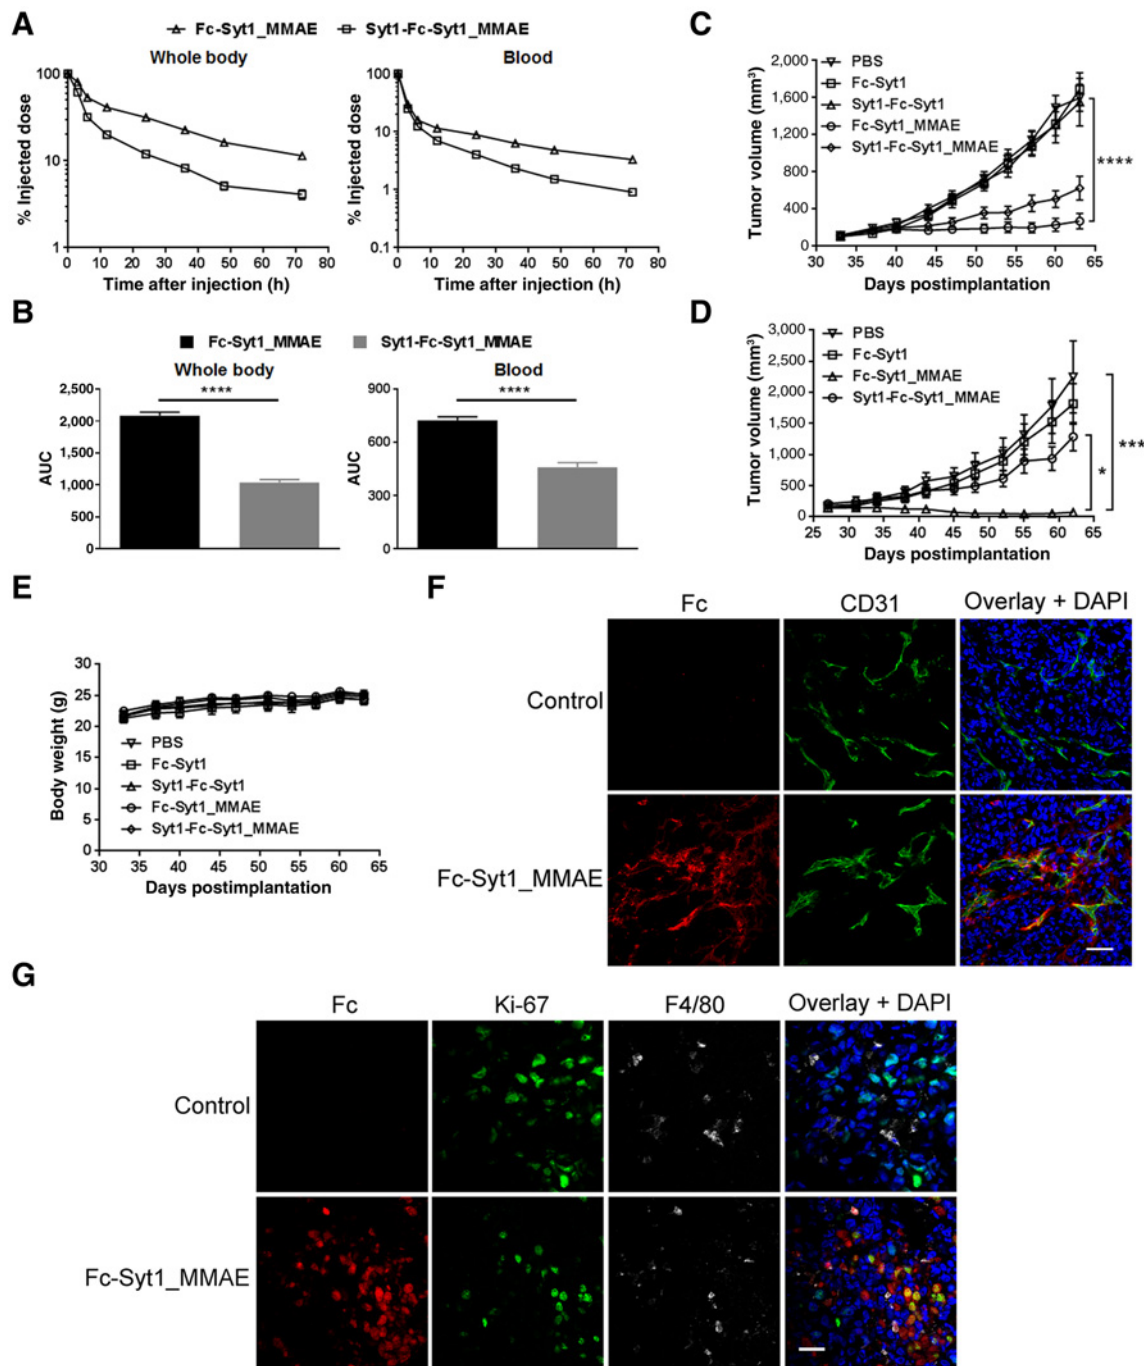 A
Fc-Syt1_MMAE
Syt1-Fc-Syt1_MMAE
Whole body
Blood
% Injected dose
100
10
1
0 10 20 30 40 50 60 70 80
Time after injection (h)
% Injected dose
100
10
1
0.1
0 10 20 30 40 50 60 70 80
Time after injection (h)
B
Fc-Syt1_MMAE
Syt1-Fc-Syt1_MMAE
Whole body
Blood
AUC
2,500
2,000
1,500
1,000
500
0
****
AUC
900
600
300
0
****
C
Tumor volume (mm³)
2,000
1,600
1,200
800
400
0
PBS
Fc-Syt1
Syt1-Fc-Syt1
Fc-Syt1_MMAE
Syt1-Fc-Syt1_MMAE
****
30 35 40 45 50 55 60 65
Days postimplantation
D
Tumor volume (mm³)
3,000
2,500
2,000
1,500
1,000
500
0
PBS
Fc-Syt1
Fc-Syt1_MMAE
Syt1-Fc-Syt1_MMAE
*
***
25 30 35 40 45 50 55 60 65
Days postimplantation
E
Body weight (g)
30
25
20
15
10
5
0
PBS
Fc-Syt1
Syt1-Fc-Syt1
Fc-Syt1_MMAE
Syt1-Fc-Syt1_MMAE
30 35 40 45 50 55 60 65
Days postimplantation
F
Fc CD31 Overlay + DAPI
Control
Fc-Syt1_MMAE
G
Fc Ki-67 F4/80 Overlay + DAPI
Control
Fc-Syt1_MMAE